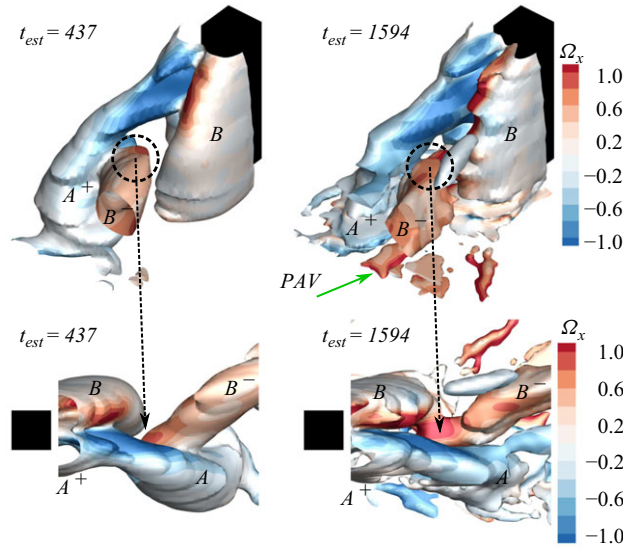 t_est = 437
t_est = 1594
Ω_x
1.0
0.6
0.2
−0.2
−0.6
−1.0
B
A+
B−
B
A+
B−
PAV
t_est = 437
t_est = 1594
Ω_x
1.0
0.6
0.2
−0.2
−0.6
−1.0
B
B−
A
A+
B
B−
A
A+